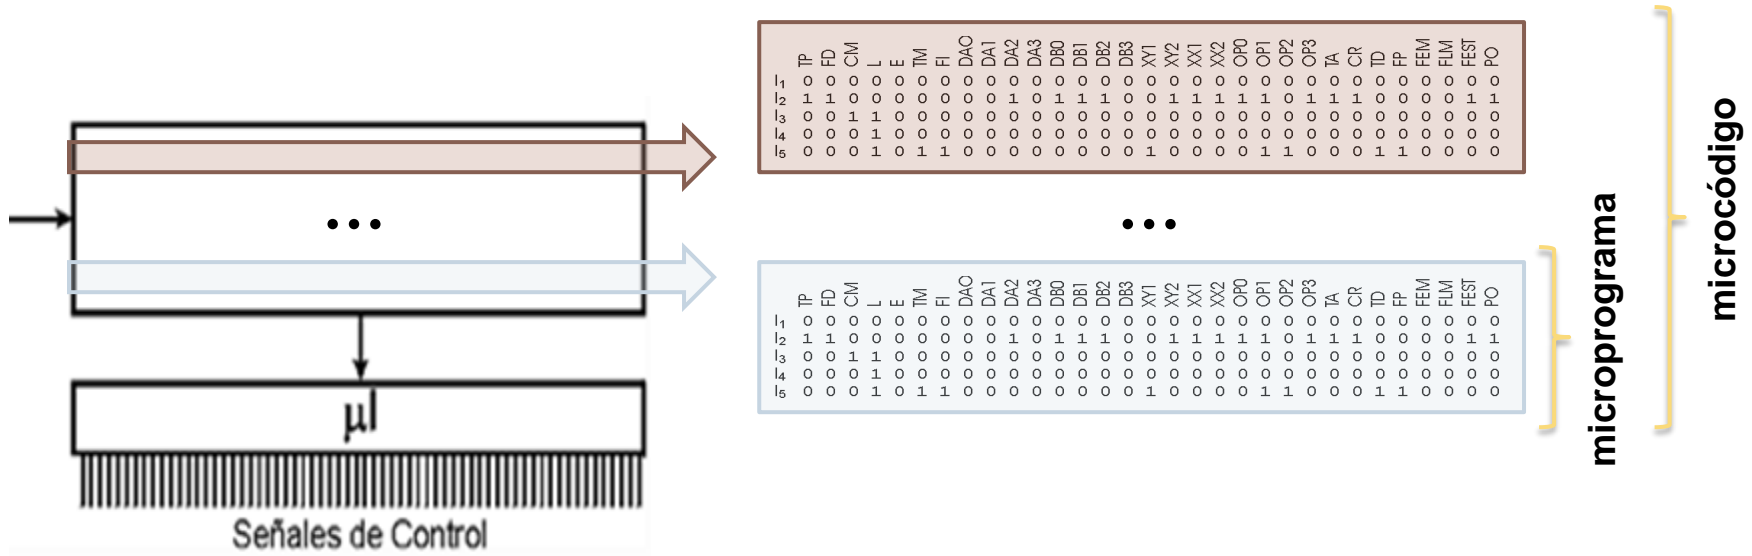 TP FD CM L E TM FI DAO DA1 DA2 DA3 DB0 DB1 DB2 DB3 XY1 XY2 XX1 XX2 OP0 OP1 OP2 OP3 TA CR TD FP FEM FLM FEST PO
I₁ 0 0 0 0 0 0 0 0 0 0 0 0 0 0 0 0 0 0 0 0 0 0 0 0 0 0 0 0 0 0 0
I₂ 1 1 0 0 0 0 0 0 0 1 0 1 1 1 0 0 1 1 1 1 1 0 1 1 1 0 0 0 0 1 1
I₃ 0 0 1 1 0 0 0 0 0 0 0 0 0 0 0 0 0 0 0 0 0 0 0 0 0 0 0 0 0 0 0
I₄ 0 0 0 1 0 0 0 0 0 0 0 0 0 0 0 0 0 0 0 0 0 0 0 0 0 0 0 0 0 0 0
I₅ 0 0 0 1 0 1 1 0 0 0 0 0 0 0 0 1 0 0 0 0 1 1 0 0 0 1 1 0 0 0 0
...
...
TP FD CM L E TM FI DAO DA1 DA2 DA3 DB0 DB1 DB2 DB3 XY1 XY2 XX1 XX2 OP0 OP1 OP2 OP3 TA CR TD FP FEM FLM FEST PO
I₁ 0 0 0 0 0 0 0 0 0 0 0 0 0 0 0 0 0 0 0 0 0 0 0 0 0 0 0 0 0 0 0
I₂ 1 1 0 0 0 0 0 0 0 1 0 1 1 1 0 0 1 1 1 1 1 0 1 1 1 0 0 0 0 1 1
I₃ 0 0 1 1 0 0 0 0 0 0 0 0 0 0 0 0 0 0 0 0 0 0 0 0 0 0 0 0 0 0 0
I₄ 0 0 0 1 0 0 0 0 0 0 0 0 0 0 0 0 0 0 0 0 0 0 0 0 0 0 0 0 0 0 0
I₅ 0 0 0 1 0 1 1 0 0 0 0 0 0 0 0 1 0 0 0 0 1 1 0 0 0 1 1 0 0 0 0
microprograma
microcódigo
μI
Señales de Control